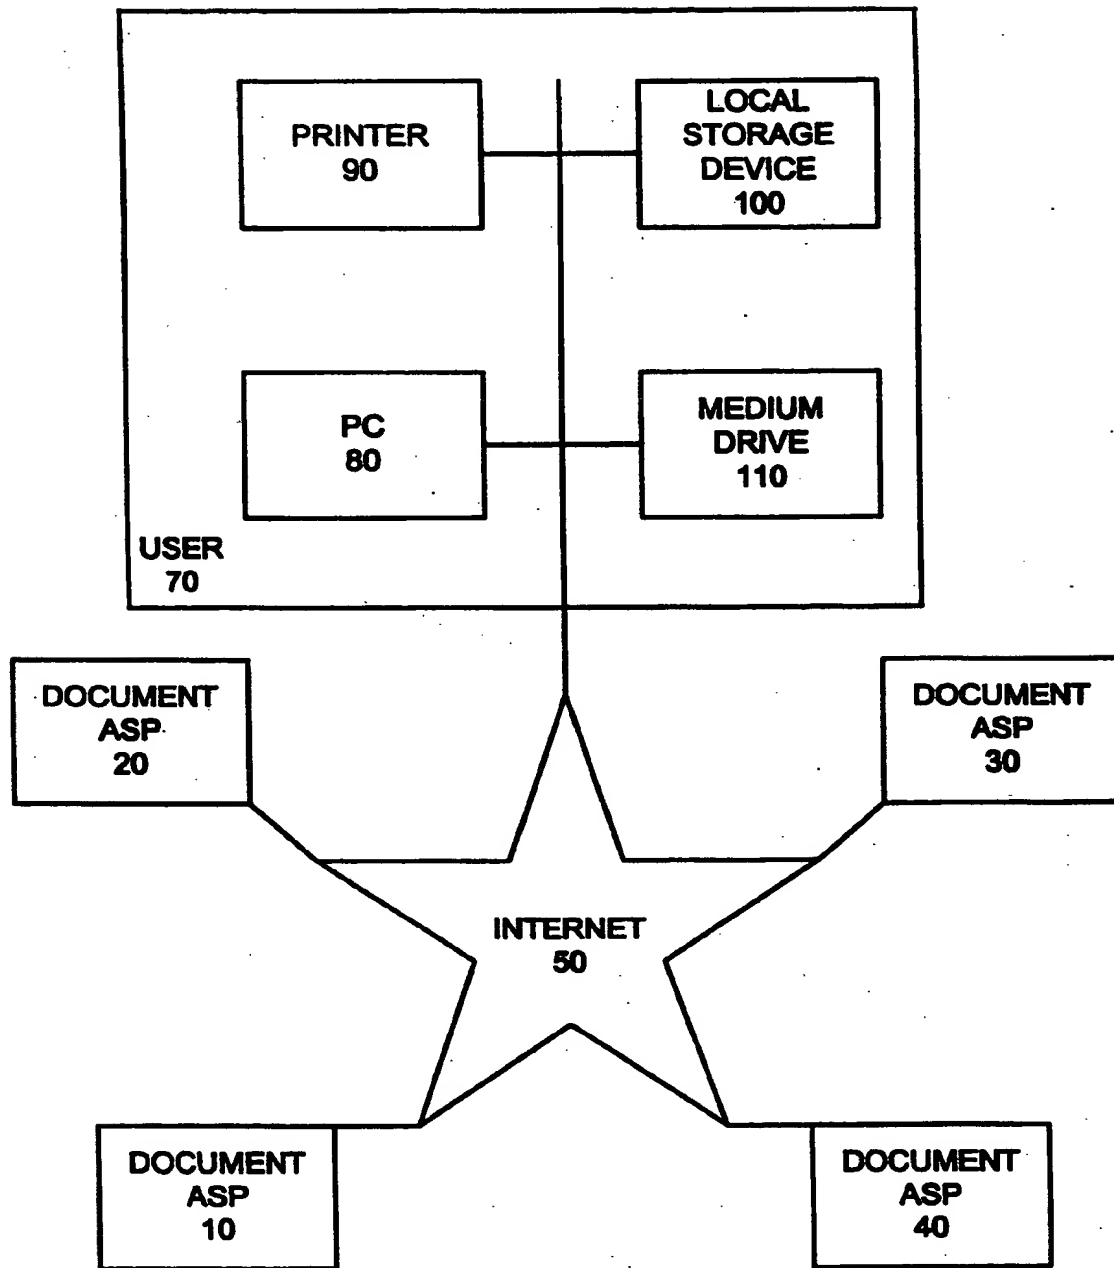 PRINTER
90
LOCAL
STORAGE
DEVICE
100
PC
80
MEDIUM
DRIVE
110
USER
70
DOCUMENT
ASP
20
DOCUMENT
ASP
30
INTERNET
50
DOCUMENT
ASP
10
DOCUMENT
ASP
40